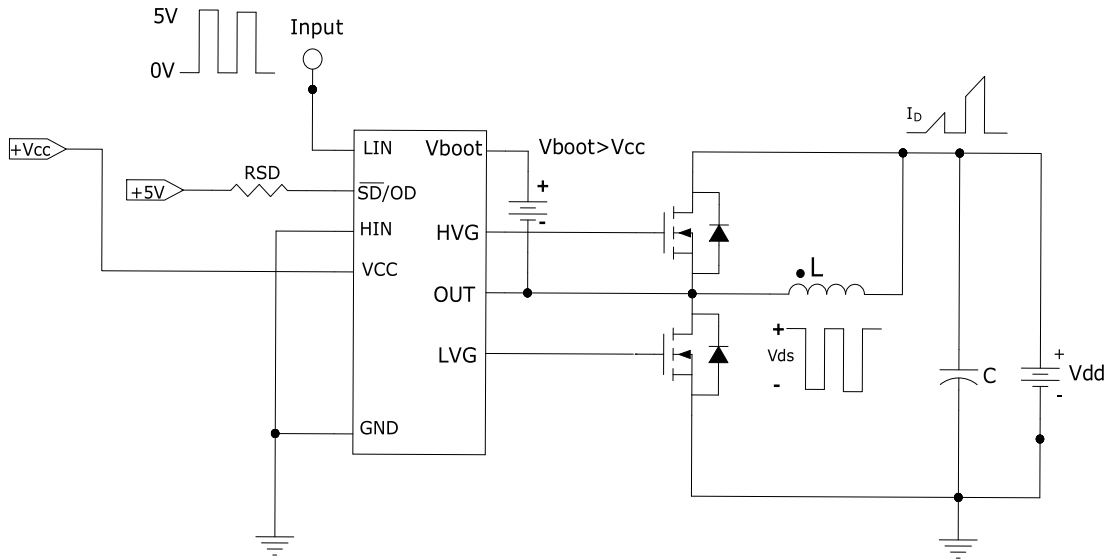 5V
0V
Input
+Vcc
+5V
RSD
LIN
SD/OD
HIN
VCC
GND
Vboot
HVG
OUT
LVG
Vboot>Vcc
+
-
L
+
Vds
-
ID
C
+
Vdd
-